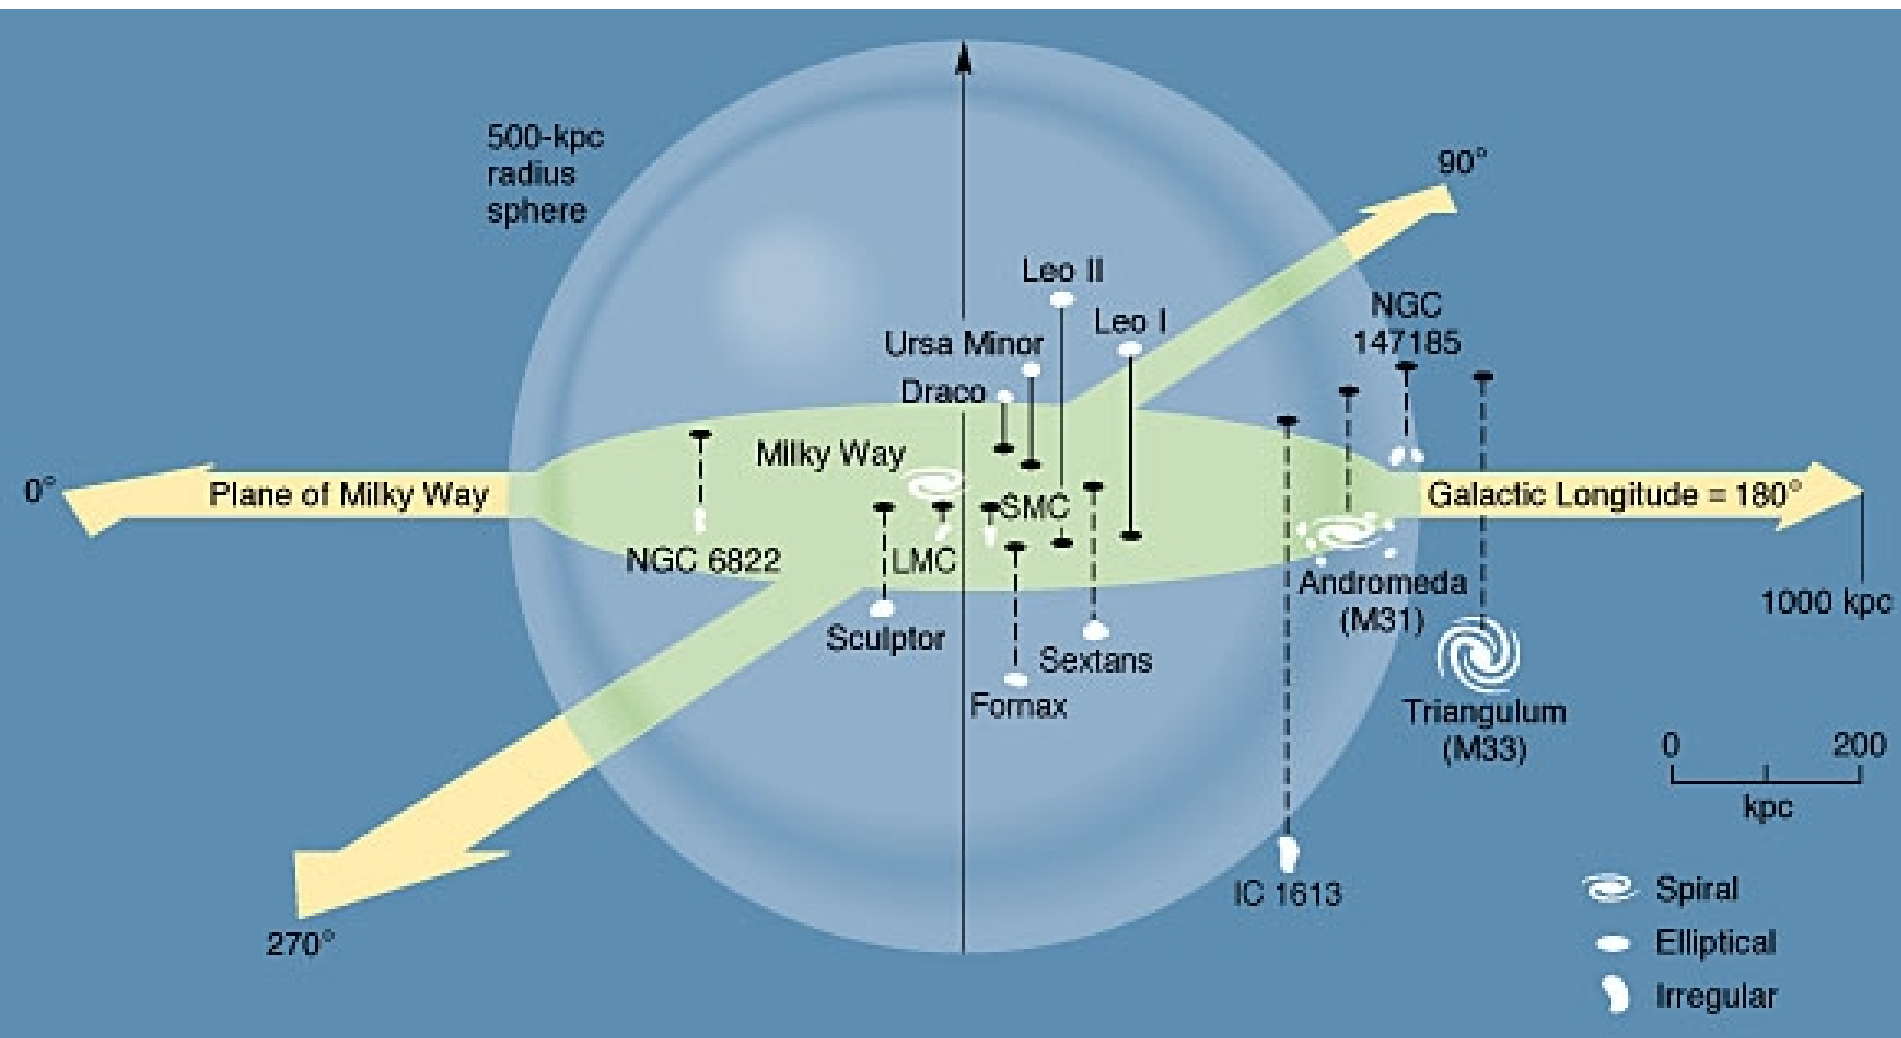 500-kpc
radius
sphere
90°
Leo II
NGC
147185
Leo I
Ursa Minor
Draco
Milky Way
0°
Plane of Milky Way
Galactic Longitude = 180°
SMC
NGC 6822
LMC
Andromeda
(M31)
1000 kpc
Sculptor
Sextans
Fornax
Triangulum
(M33)
0
200
kpc
IC 1613
270°
Spiral
Elliptical
Irregular